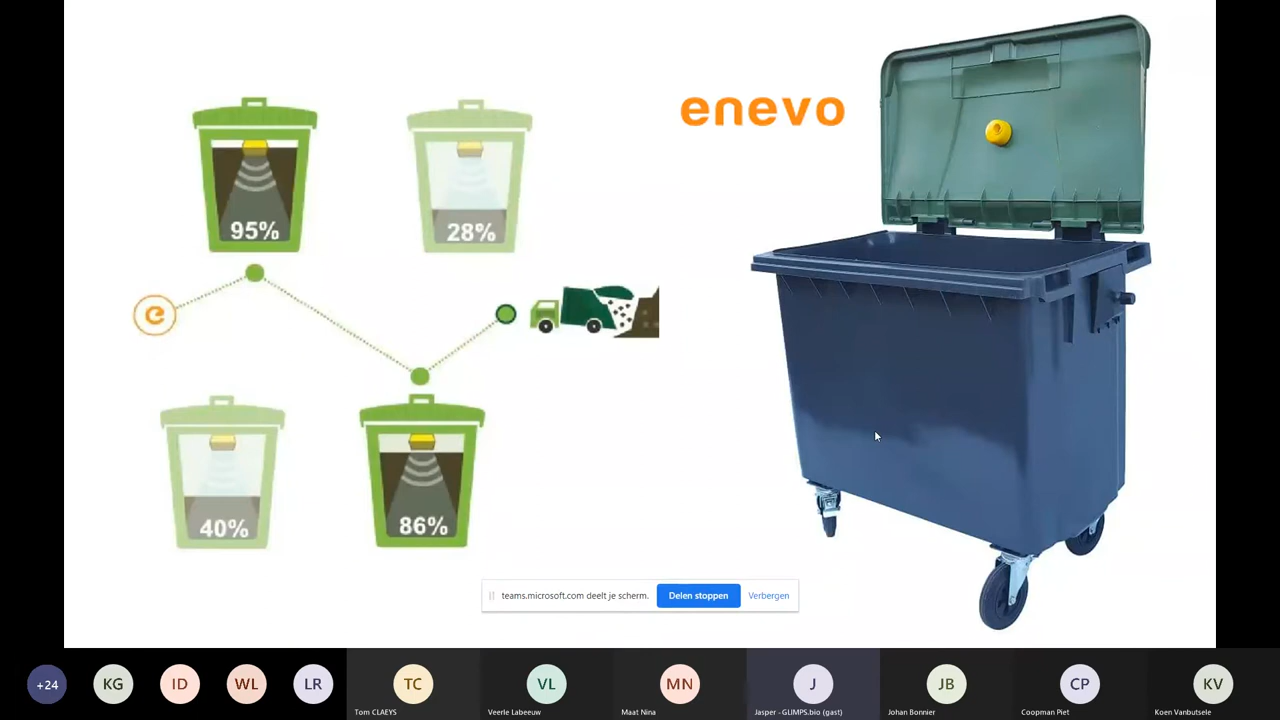 enevo
95%
28%
e
40%
86%
teams.microsoft.com deelt je scherm.
Delen stoppen
Verbergen
+24
KG
ID
WL
LR
TC
VL
MN
J
JB
CP
KV
Tom CLAEYS
Veerle Labeeuw
Maat Nina
Jasper - GLIMPS.bio (gast)
Johan Bonnier
Coopman Piet
Koen Vanbutsele